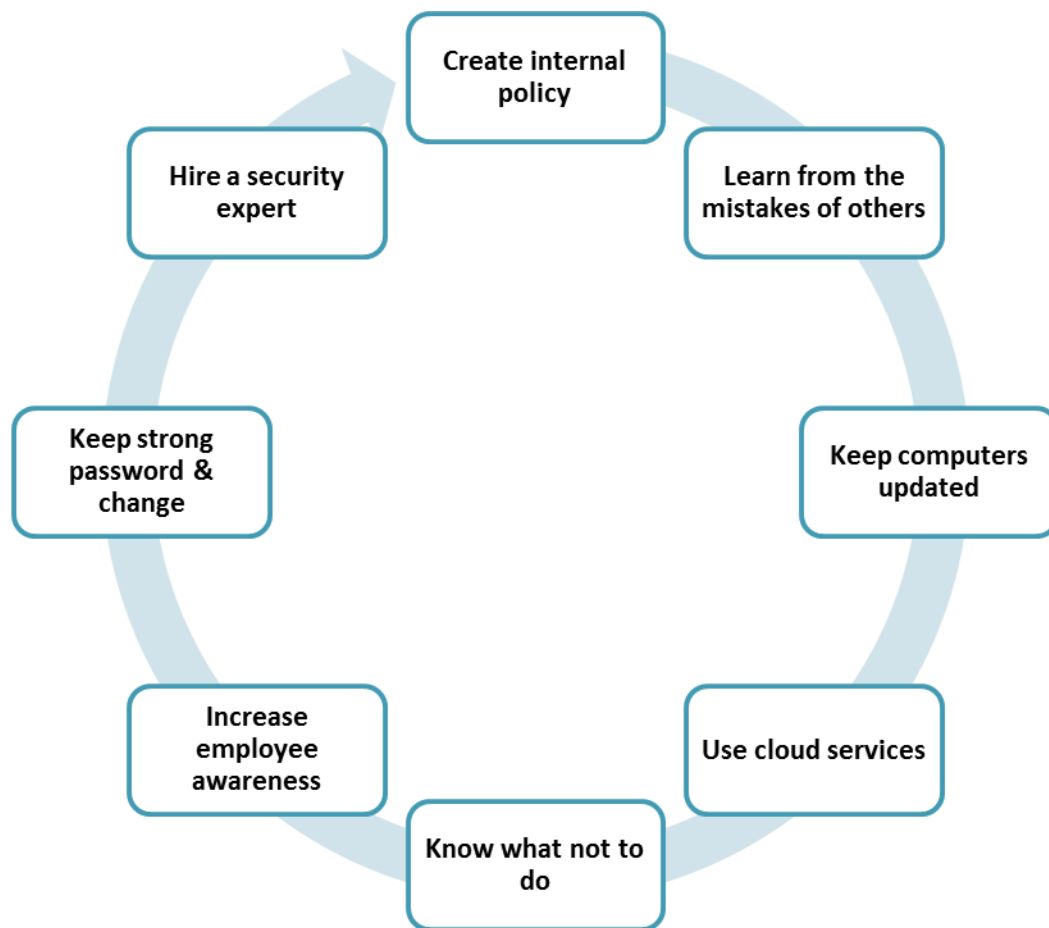 Create internal
policy
Learn from the
mistakes of others
Keep computers
updated
Use cloud services
Know what not to
do
Increase
employee
awareness
Keep strong
password &
change
Hire a security
expert